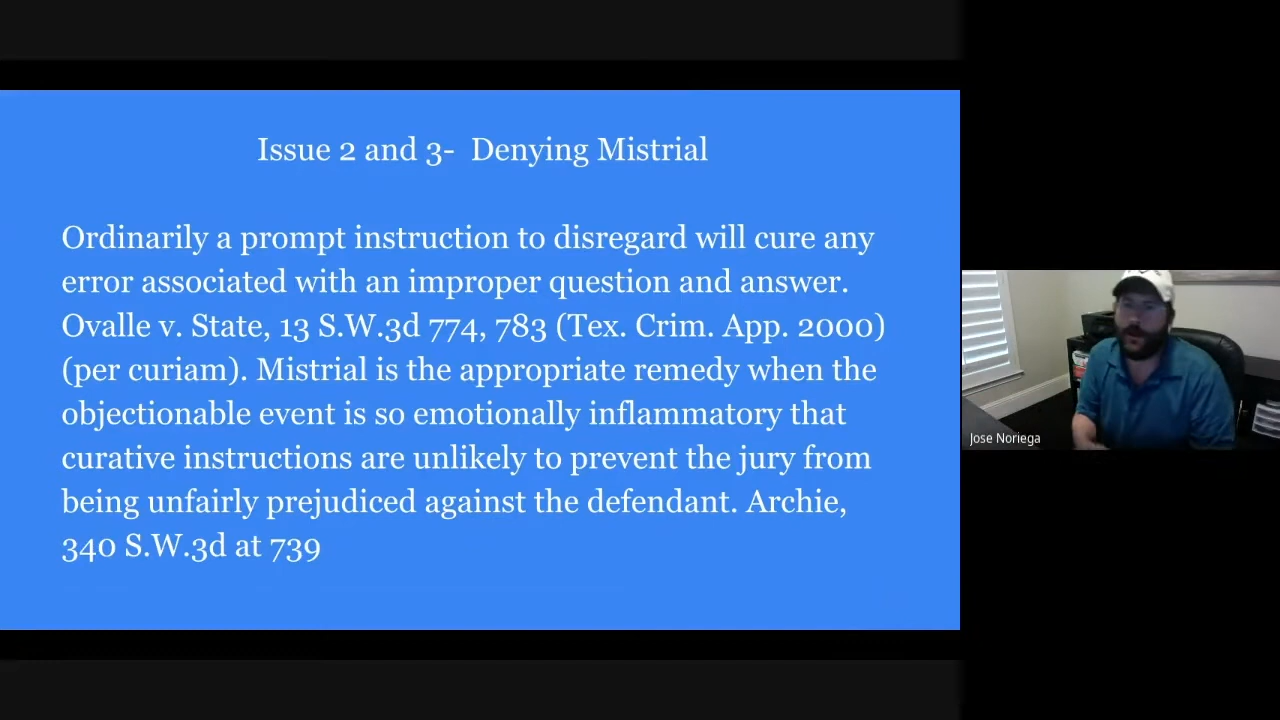 Issue 2 and 3-  Denying Mistrial
Ordinarily a prompt instruction to disregard will cure any
error associated with an improper question and answer.
Ovalle v. State, 13 S.W.3d 774, 783 (Tex. Crim. App. 2000)
(per curiam). Mistrial is the appropriate remedy when the
objectionable event is so emotionally inflammatory that
curative instructions are unlikely to prevent the jury from
being unfairly prejudiced against the defendant. Archie,
340 S.W.3d at 739
Jose Noriega